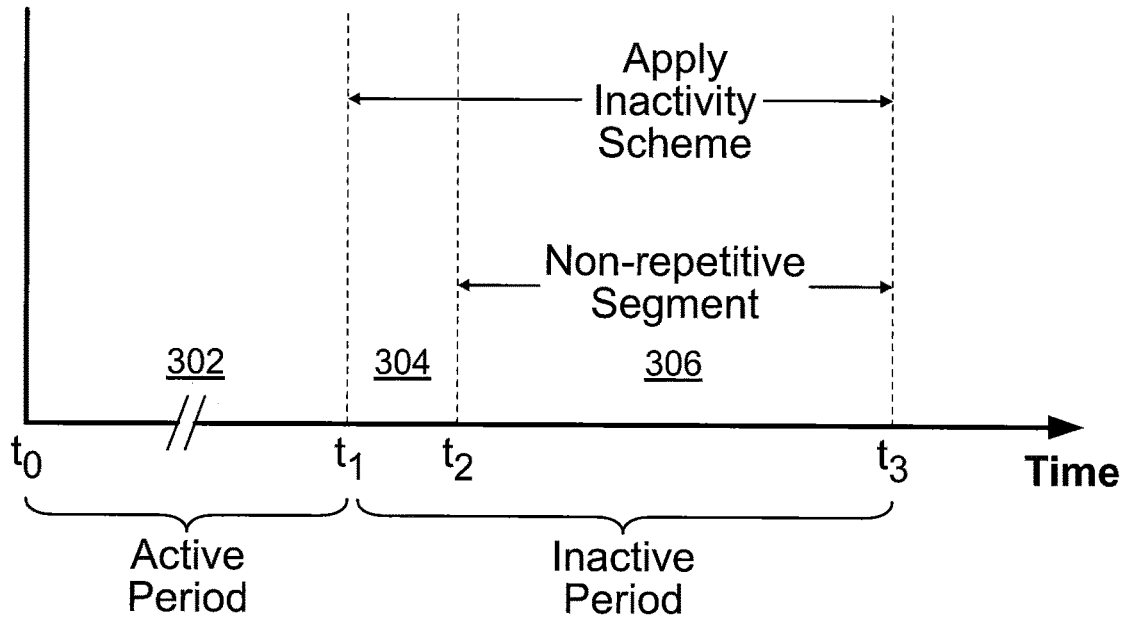 Apply
Inactivity
Scheme
Non-repetitive
Segment
302
304
306
t0
t1
t2
t3
Time
Active
Period
Inactive
Period